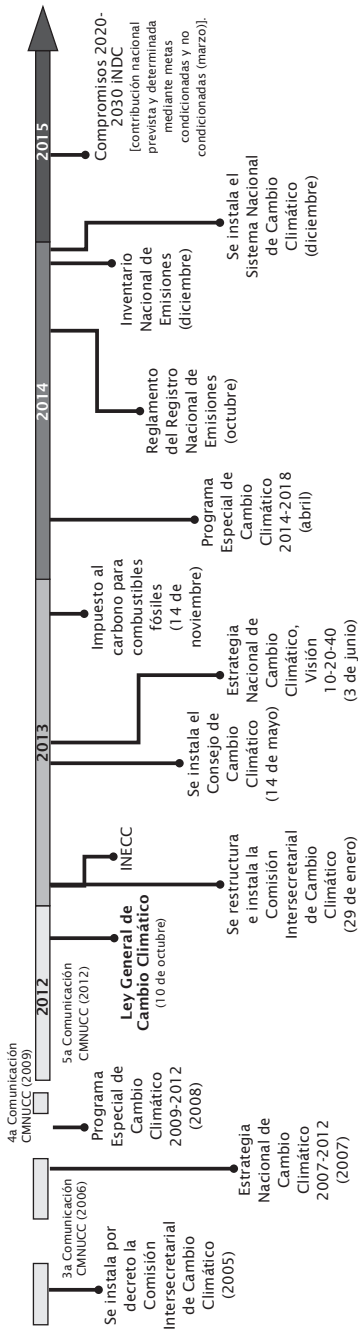 3a Comunicación
CMNUCC (2006)
Se instala por
decreto la
Comisión
Intersecretarial
de Cambio
Climático
(2005)
Estrategia
Nacional de
Cambio
Climático
2007-2012
(2007)
4a Comunicación
CMNUCC (2009)
Programa
Especial de
Cambio
Climático
2009-2012
(2008)
2012
5a Comunicación
CMNUCC (2012)
Ley General de
Cambio Climático
(10 de octubre)
INECC
Se restructura
e instala la
Comisión
Intersecretarial
de Cambio
Climático
(29 de enero)
2013
Se instala el
Consejo de
Cambio
Climático
(14 de mayo)
Estrategia
Nacional de
Cambio
Climático,
Visión
10-20-40
(3 de junio)
Impuesto al
carbono para
combustibles
fósiles
(14 de
noviembre)
2014
Programa
Especial de
Cambio
Climático
2014-2018
(abril)
Reglamento
del Registro
Nacional de
Emisiones
(octubre)
Inventario
Nacional de
Emisiones
(diciembre)
Se instala el
Sistema Nacional
de Cambio
Climático
(diciembre)
2015
Compromisos 2020-
2030 iNDC
[contribución nacional
prevista y determinada
mediante metas
condicionadas y no
condicionadas (marzo)].